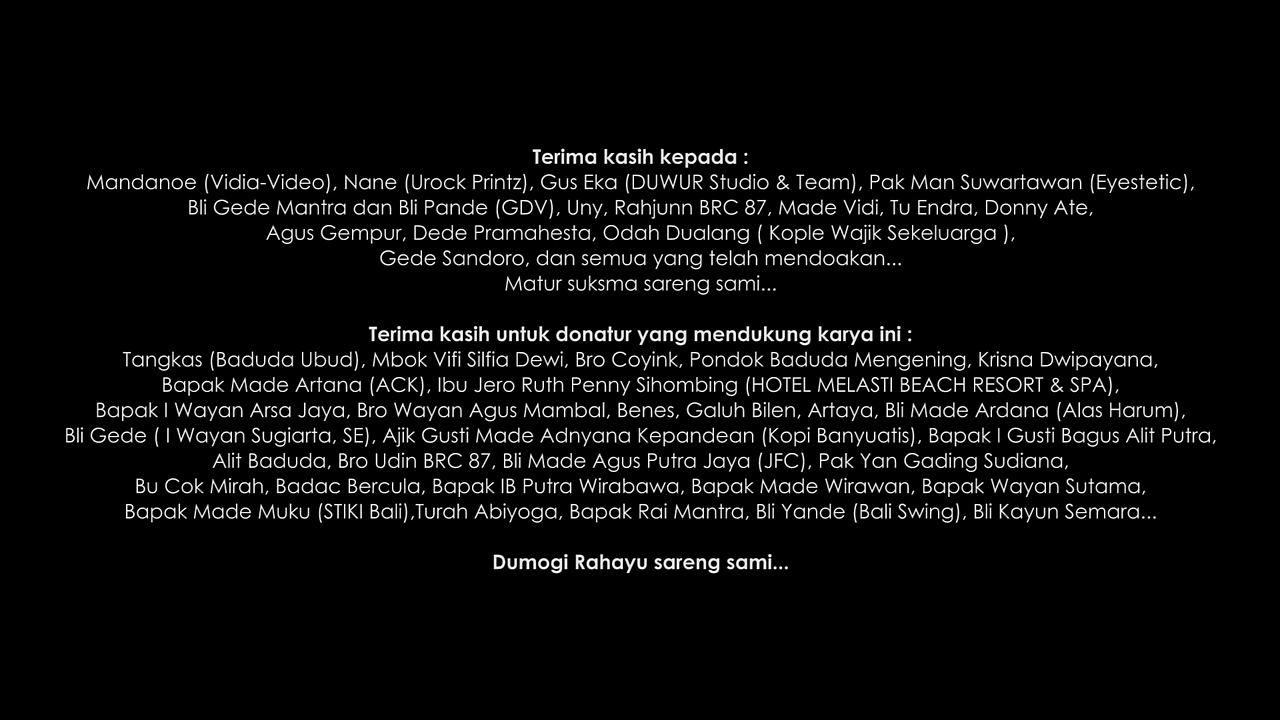 Terima kasih kepada :
Mandanoe (Vidia-Video), Nane (Urock Printz), Gus Eka (DUWUR Studio & Team), Pak Man Suwartawan (Eyestetic),
Bli Gede Mantra dan Bli Pande (GDV), Uny, Rahjunn BRC 87, Made Vidi, Tu Endra, Donny Ate,
Agus Gempur, Dede Pramahesta, Odah Dualang ( Kople Wajik Sekeluarga ),
Gede Sandoro, dan semua yang telah mendoakan...
Matur suksma sareng sami...
Terima kasih untuk donatur yang mendukung karya ini :
Tangkas (Baduda Ubud), Mbok Vifi Silfia Dewi, Bro Coyink, Pondok Baduda Mengening, Krisna Dwipayana,
Bapak Made Artana (ACK), Ibu Jero Ruth Penny Sihombing (HOTEL MELASTI BEACH RESORT & SPA),
Bapak I Wayan Arsa Jaya, Bro Wayan Agus Mambal, Benes, Galuh Bilen, Artaya, Bli Made Ardana (Alas Harum),
Bli Gede ( I Wayan Sugiarta, SE), Ajik Gusti Made Adnyana Kepandean (Kopi Banyuatis), Bapak I Gusti Bagus Alit Putra,
Alit Baduda, Bro Udin BRC 87, Bli Made Agus Putra Jaya (JFC), Pak Yan Gading Sudiana,
Bu Cok Mirah, Badac Bercula, Bapak IB Putra Wirabawa, Bapak Made Wirawan, Bapak Wayan Sutama,
Bapak Made Muku (STIKI Bali),Turah Abiyoga, Bapak Rai Mantra, Bli Yande (Bali Swing), Bli Kayun Semara...
Dumogi Rahayu sareng sami...